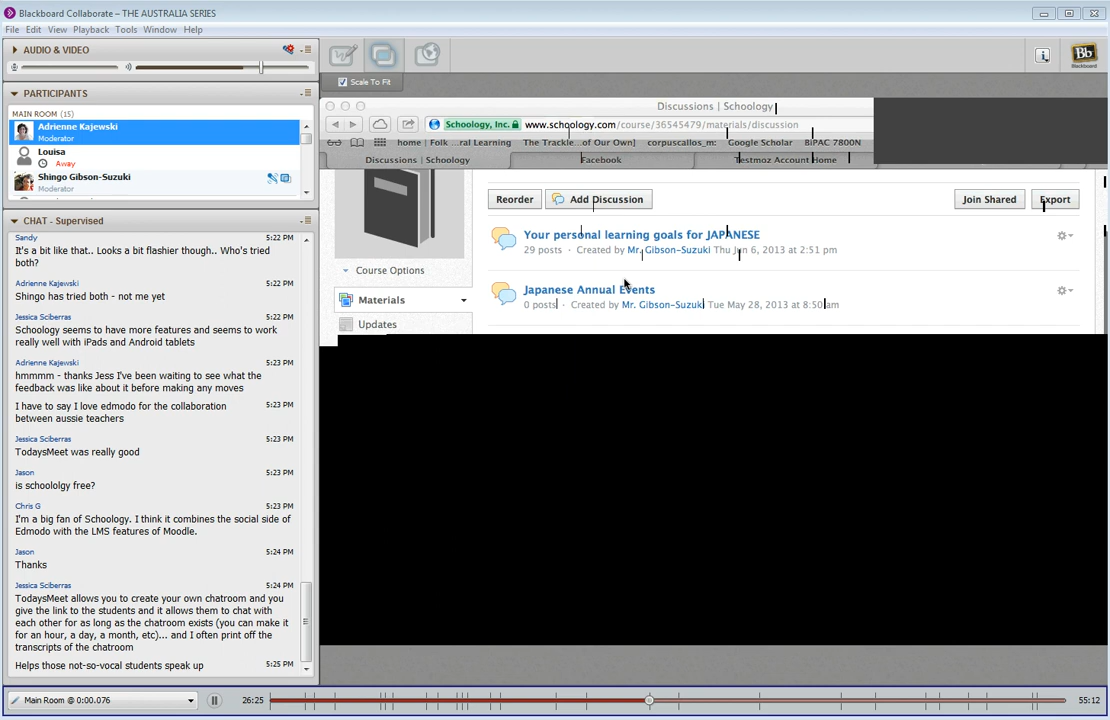 Blackboard Collaborate – THE AUSTRALIA SERIES
File Edit View Playback Tools Window Help
AUDIO & VIDEO
PARTICIPANTS
MAIN ROOM (15)
Adrienne Kajewski
Moderator
Louisa
Away
Shingo Gibson-Suzuki
Moderator
CHAT - Supervised
Sandy 5:22 PM
It's a bit like that.. Looks a bit flashier though.. Who's tried
both?
Adrienne Kajewski 5:22 PM
Shingo has tried both - not me yet
Jessica Sciberras 5:22 PM
Schoology seems to have more features and seems to work
really well with iPads and Android tablets
Adrienne Kajewski 5:23 PM
hmmmm - thanks Jess I've been waiting to see what the
feedback was like about it before making any moves
I have to say I love edmodo for the collaboration 5:23 PM
between aussie teachers
Jessica Sciberras 5:23 PM
TodaysMeet was really good
Jason 5:23 PM
is schoololgy free?
Chris G 5:23 PM
I'm a big fan of Schoology. I think it combines the social side of
Edmodo with the LMS features of Moodle.
Jason 5:24 PM
Thanks
Jessica Sciberras 5:24 PM
TodaysMeet allows you to create your own chatroom and you
give the link to the students and it allows them to chat with
each other for as long as the chatroom exists (you can make it
for an hour, a day, a month, etc)... and I often print off the
transcripts of the chatroom
Helps those not-so-vocal students speak up 5:25 PM
Main Room @ 0:00.076
26:25
55:12
Scale To Fit
Bb
Blackboard
Discussions | Schoology
Schoology, Inc. www.schoology.com/course/36545479/materials/discussion
home | Folk ...ral Learning The Trackle...of Our Own] corpuscallos_m: Google Scholar BiPAC 7800N
Discussions | Schoology Facebook Testmoz Account Home
Reorder Add Discussion Join Shared Export
Your personal learning goals for JAPANESE
29 posts · Created by Mr. Gibson-Suzuki Thu Jun 6, 2013 at 2:51 pm
Course Options
Japanese Annual Events
Materials
0 posts · Created by Mr. Gibson-Suzuki Tue May 28, 2013 at 8:50 am
Updates